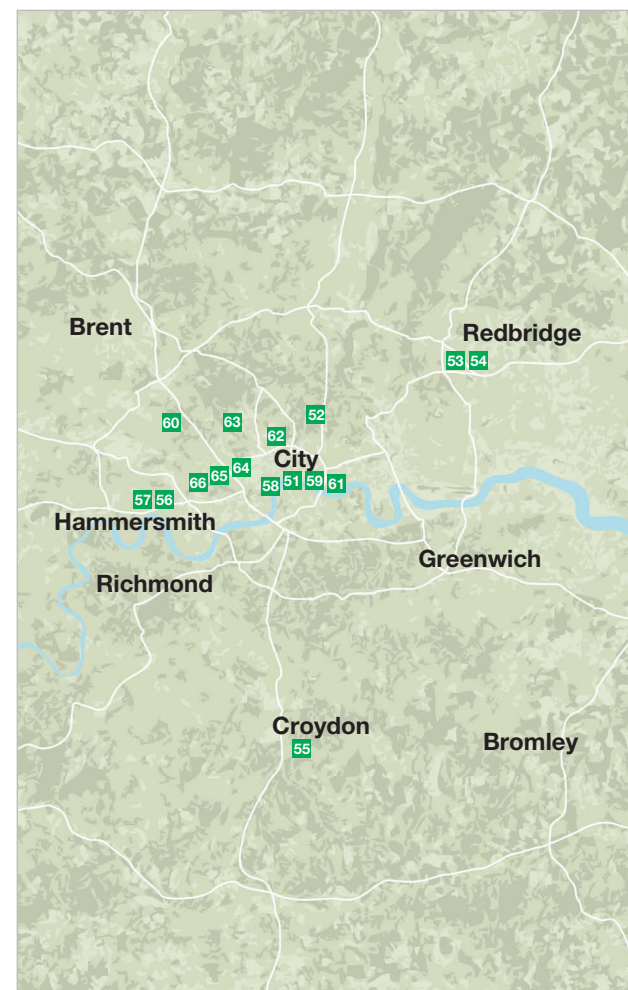 Brent
Redbridge
53 54
52
60
63
62
City
64
65
66
51
59
61
58
57 56
Hammersmith
Greenwich
Richmond
Croydon
Bromley
55